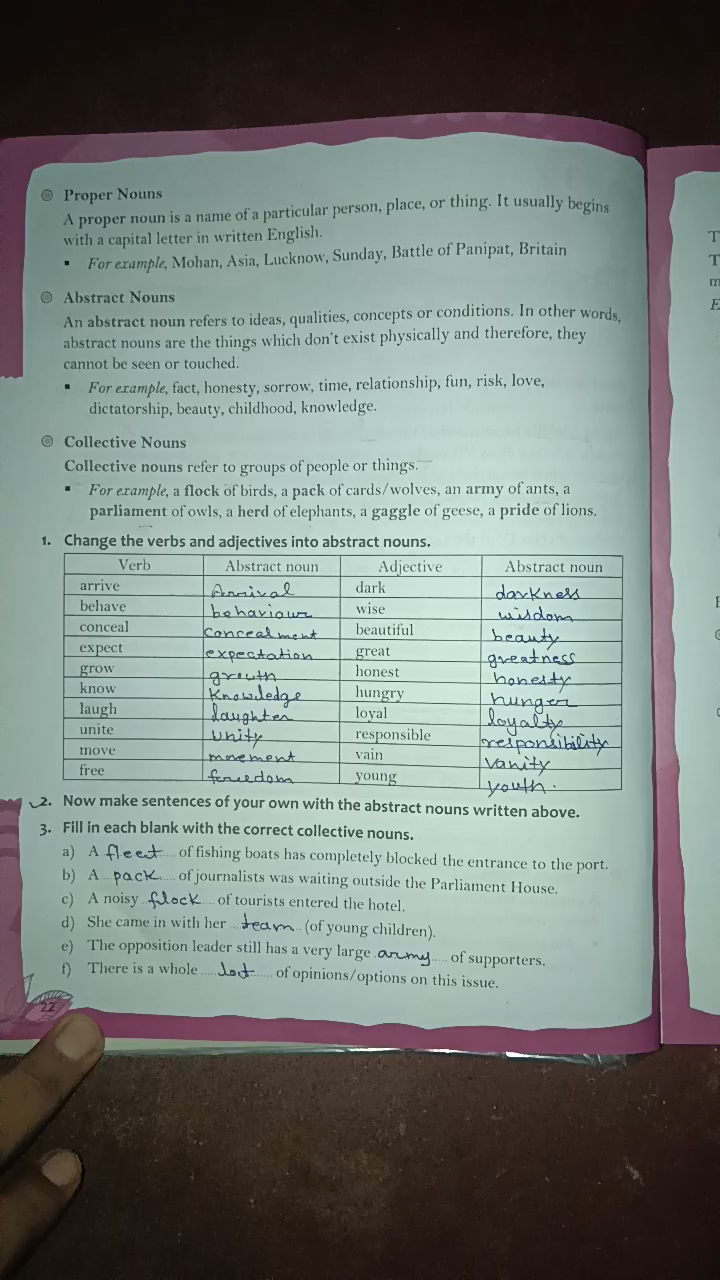 Proper Nouns
A proper noun is a name of a particular person, place, or thing. It usually begins
with a capital letter in written English.
▪ For example, Mohan, Asia, Lucknow, Sunday, Battle of Panipat, Britain
Abstract Nouns
An abstract noun refers to ideas, qualities, concepts or conditions. In other words,
abstract nouns are the things which don't exist physically and therefore, they
cannot be seen or touched.
▪ For example, fact, honesty, sorrow, time, relationship, fun, risk, love,
dictatorship, beauty, childhood, knowledge.
Collective Nouns
Collective nouns refer to groups of people or things.
▪ For example, a flock of birds, a pack of cards/wolves, an army of ants, a
parliament of owls, a herd of elephants, a gaggle of geese, a pride of lions.
1. Change the verbs and adjectives into abstract nouns.
Verb Abstract noun Adjective Abstract noun
arrive Arrival dark darkness
behave behaviour wise wisdom
conceal concealment beautiful beauty
expect expectation great greatness
grow growth honest honesty
know Knowledge hungry hunger
laugh laughter loyal loyalty
unite Unity responsible responsibility
move movement vain vanity
free freedom young youth.
2. Now make sentences of your own with the abstract nouns written above.
3. Fill in each blank with the correct collective nouns.
a) A fleet .... of fishing boats has completely blocked the entrance to the port.
b) A ... pack ..... of journalists was waiting outside the Parliament House.
c) A noisy flock .... of tourists entered the hotel.
d) She came in with her ... team ... (of young children).
e) The opposition leader still has a very large army .... of supporters.
f) There is a whole ..... lot ..... of opinions/options on this issue.
22
T
T
m
E